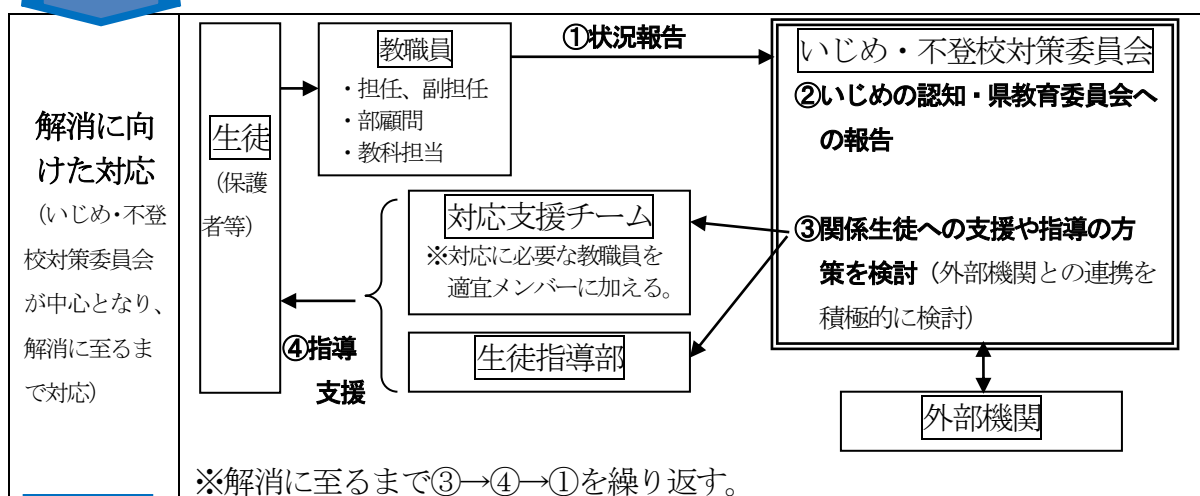 解消に向
けた対応
（いじめ・不登
校対策委員会
が中心となり、
解消に至るま
で対応）
生徒
（保護
者等）
教職員
・担任、副担任
・部顧問
・教科担当
①状況報告
いじめ・不登校対策委員会
②いじめの認知・県教育委員会へ
の報告
③関係生徒への支援や指導の方
策を検討（外部機関との連携を
積極的に検討）
対応支援チーム
※対応に必要な教職員を
適宜メンバーに加える。
④指導
支援
生徒指導部
外部機関
※解消に至るまで③→④→①を繰り返す。